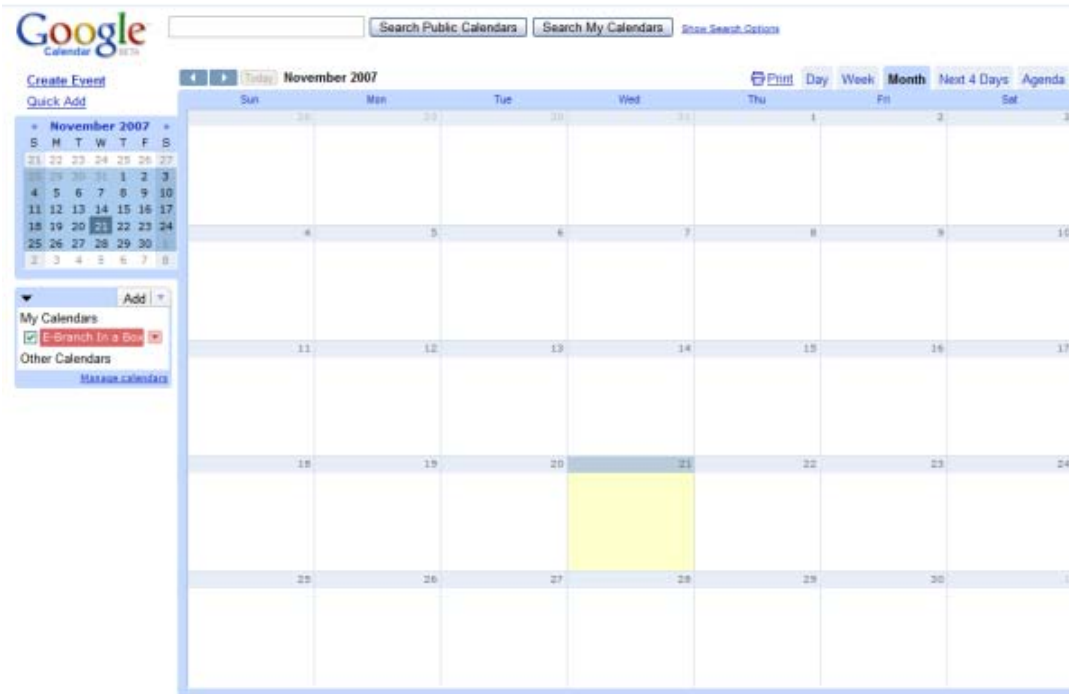 Google
Calendar BETA
Search Public Calendars Search My Calendars Show Search Options
Create Event
Quick Add
Today November 2007 Print Day Week Month Next 4 Days Agenda
« November 2007 »
S M T W T F S
21 22 23 24 25 26 27
28 29 30 31 1 2 3
4 5 6 7 8 9 10
11 12 13 14 15 16 17
18 19 20 21 22 23 24
25 26 27 28 29 30 1
2 3 4 5 6 7 8
Add
My Calendars
E-Branch In a Box
Other Calendars
Manage calendars
Sun Mon Tue Wed Thu Fri Sat
28 29 30 31 1 2 3
4 5 6 7 8 9 10
11 12 13 14 15 16 17
18 19 20 21 22 23 24
25 26 27 28 29 30 1